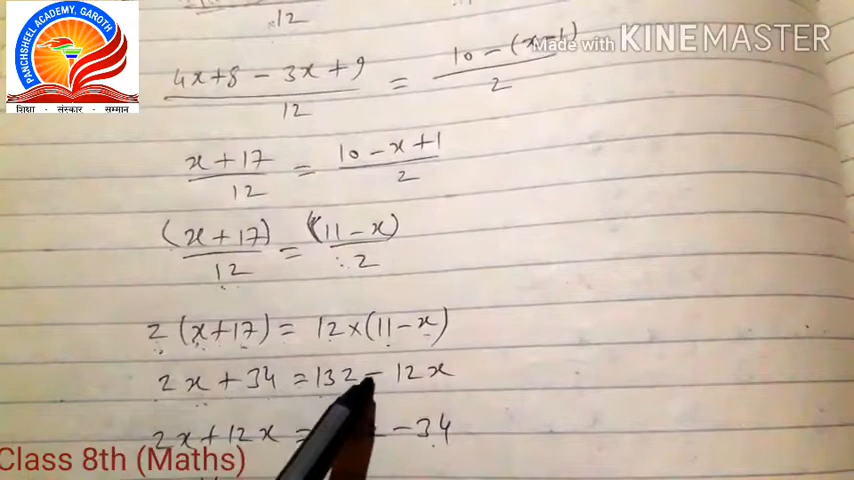 PANCHSHEEL ACADEMY, GAROTH
शिक्षा · संस्कार · सम्मान
Made with KINEMASTER
12
4x+8 - 3x + 9 / 12 = 10 - (x-1) / 2
x + 17 / 12 = 10 - x + 1 / 2
(x + 17) / 12 = (11 - x) / 2
2 (x+17) = 12 × (11 - x)
2x + 34 = 132 - 12x
2x + 12x = - 34
Class 8th (Maths)